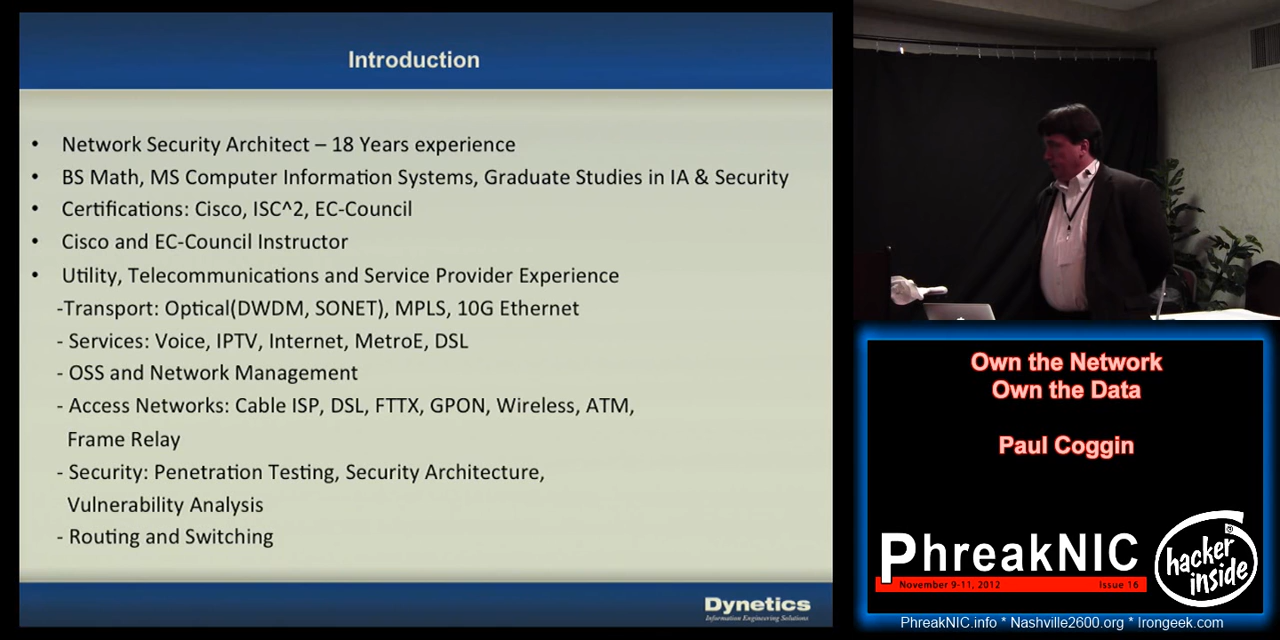 Introduction
• Network Security Architect – 18 Years experience
• BS Math, MS Computer Information Systems, Graduate Studies in IA & Security
• Certifications: Cisco, ISC^2, EC-Council
• Cisco and EC-Council Instructor
• Utility, Telecommunications and Service Provider Experience
-Transport: Optical(DWDM, SONET), MPLS, 10G Ethernet
- Services: Voice, IPTV, Internet, MetroE, DSL
- OSS and Network Management
- Access Networks: Cable ISP, DSL, FTTX, GPON, Wireless, ATM,
Frame Relay
- Security: Penetration Testing, Security Architecture,
Vulnerability Analysis
- Routing and Switching
Dynetics
Information Engineering Solutions
Own the Network
Own the Data
Paul Coggin
PhreakNIC
November 9-11, 2012 Issue 16
hacker
inside
PhreakNIC.info * Nashville2600.org * Irongeek.com